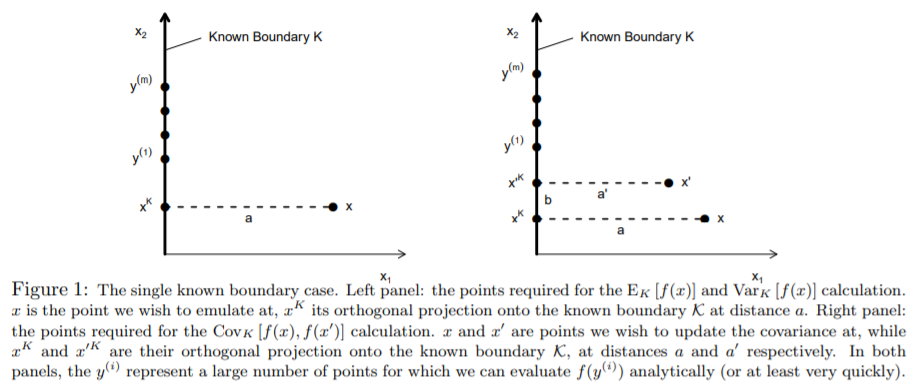 x₂
Known Boundary K
y⁽ᵐ⁾
y⁽¹⁾
xᴷ
a
x
x₁
x₂
Known Boundary K
y⁽ᵐ⁾
y⁽¹⁾
x'ᴷ
x'
b
a'
xᴷ
a
x
x₁
Figure 1: The single known boundary case. Left panel: the points required for the E_K [f(x)] and Var_K [f(x)] calculation.
x is the point we wish to emulate at, xᴷ its orthogonal projection onto the known boundary 𝒦 at distance a. Right panel:
the points required for the Cov_K [f(x), f(x′)] calculation. x and x′ are points we wish to update the covariance at, while
xᴷ and x′ᴷ are their orthogonal projection onto the known boundary 𝒦, at distances a and a′ respectively. In both
panels, the y⁽ⁱ⁾ represent a large number of points for which we can evaluate f(y⁽ⁱ⁾) analytically (or at least very quickly).